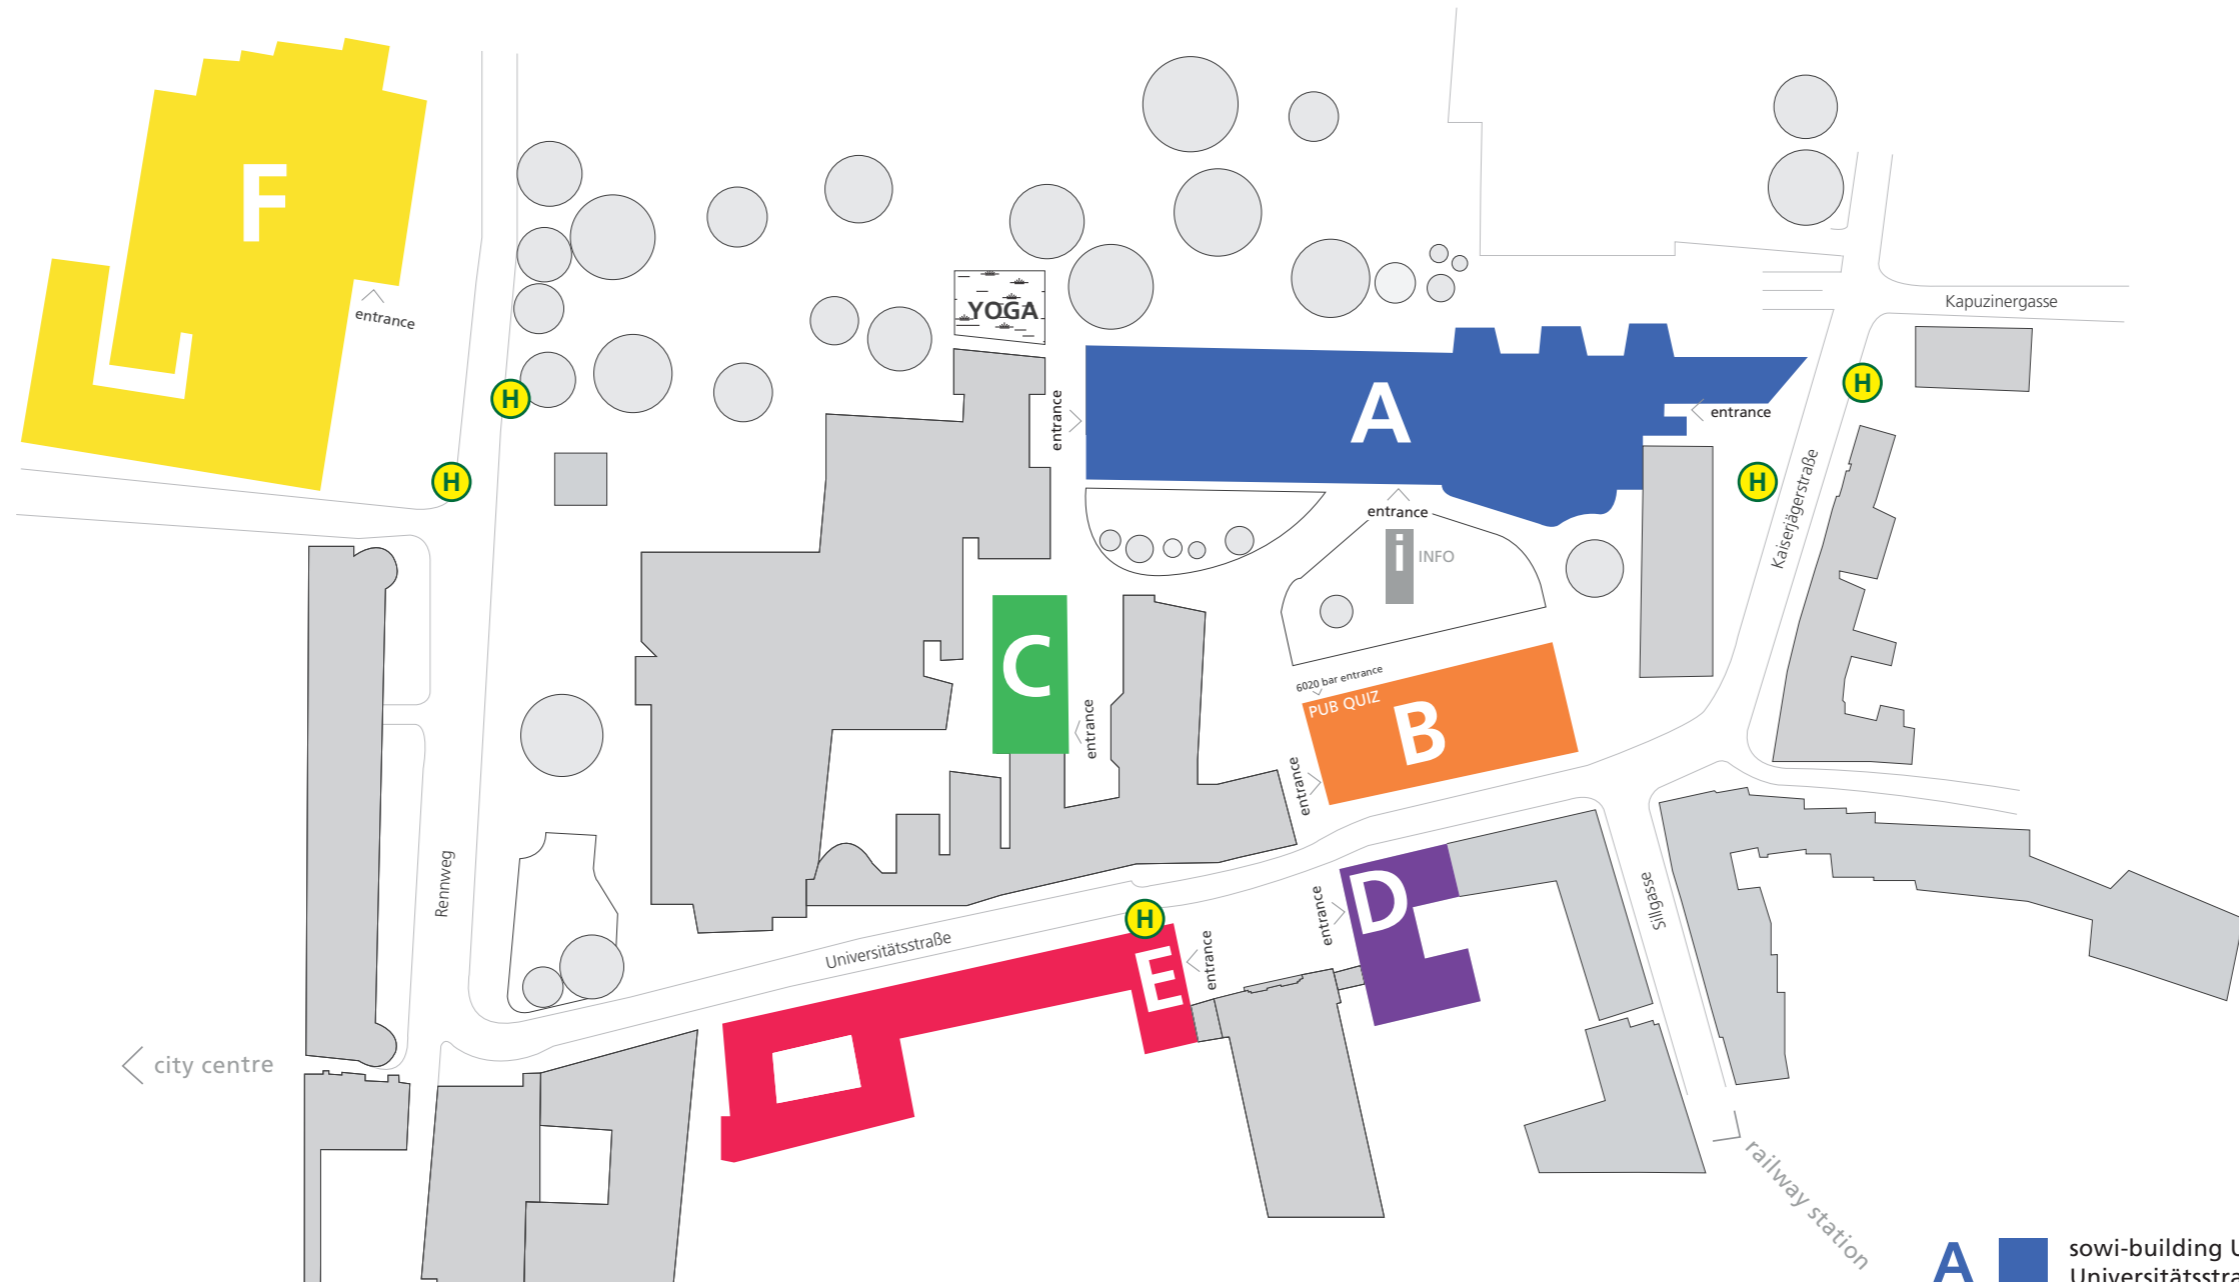 F
entrance
H
H
YOGA
entrance
A
entrance
Kapuzinergasse
H
H
Kaiserjägerstraße
entrance
i INFO
C
entrance
6020 bar entrance
PUB QUIZ
B
entrance
Rennweg
Universitätsstraße
H
E
entrance
entrance
D
Sillgasse
city centre
railway station
A sowi-building